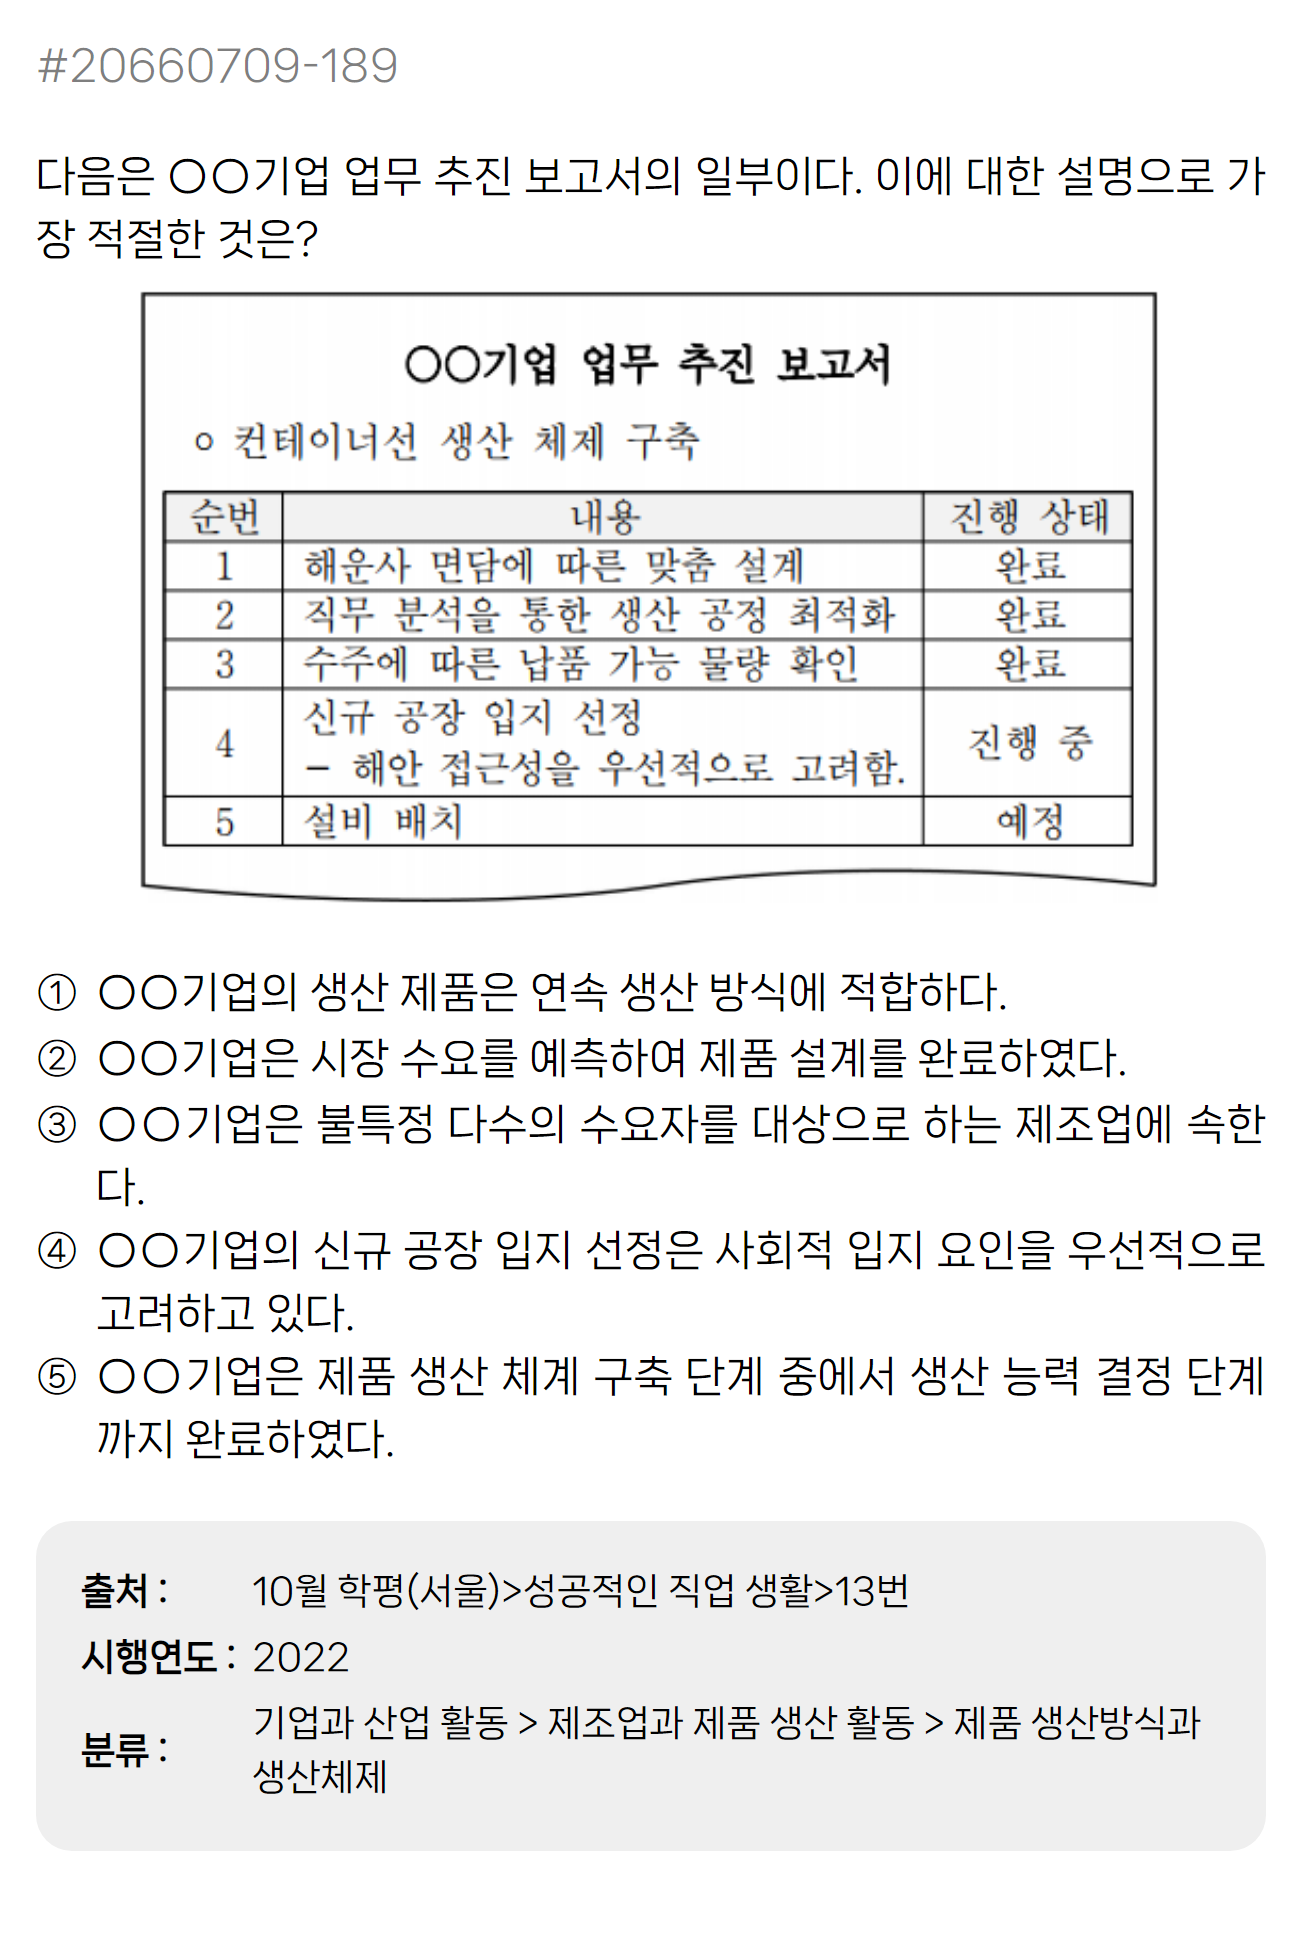 #20660709-189
다음은 ○○기업 업무 추진 보고서의 일부이다. 이에 대한 설명으로 가
장 적절한 것은?
○○기업 업무 추진 보고서
○ 컨테이너선 생산 체제 구축
순번 내용 진행 상태
1 해운사 면담에 따른 맞춤 설계 완료
2 직무 분석을 통한 생산 공정 최적화 완료
3 수주에 따른 납품 가능 물량 확인 완료
4 신규 공장 입지 선정 진행 중
- 해안 접근성을 우선적으로 고려함.
5 설비 배치 예정
① ○○기업의 생산 제품은 연속 생산 방식에 적합하다.
② ○○기업은 시장 수요를 예측하여 제품 설계를 완료하였다.
③ ○○기업은 불특정 다수의 수요자를 대상으로 하는 제조업에 속한
다.
④ ○○기업의 신규 공장 입지 선정은 사회적 입지 요인을 우선적으로
고려하고 있다.
⑤ ○○기업은 제품 생산 체계 구축 단계 중에서 생산 능력 결정 단계
까지 완료하였다.
출처 : 10월 학평(서울)>성공적인 직업 생활>13번
시행연도 : 2022
분류 : 기업과 산업 활동 > 제조업과 제품 생산 활동 > 제품 생산방식과
생산체제